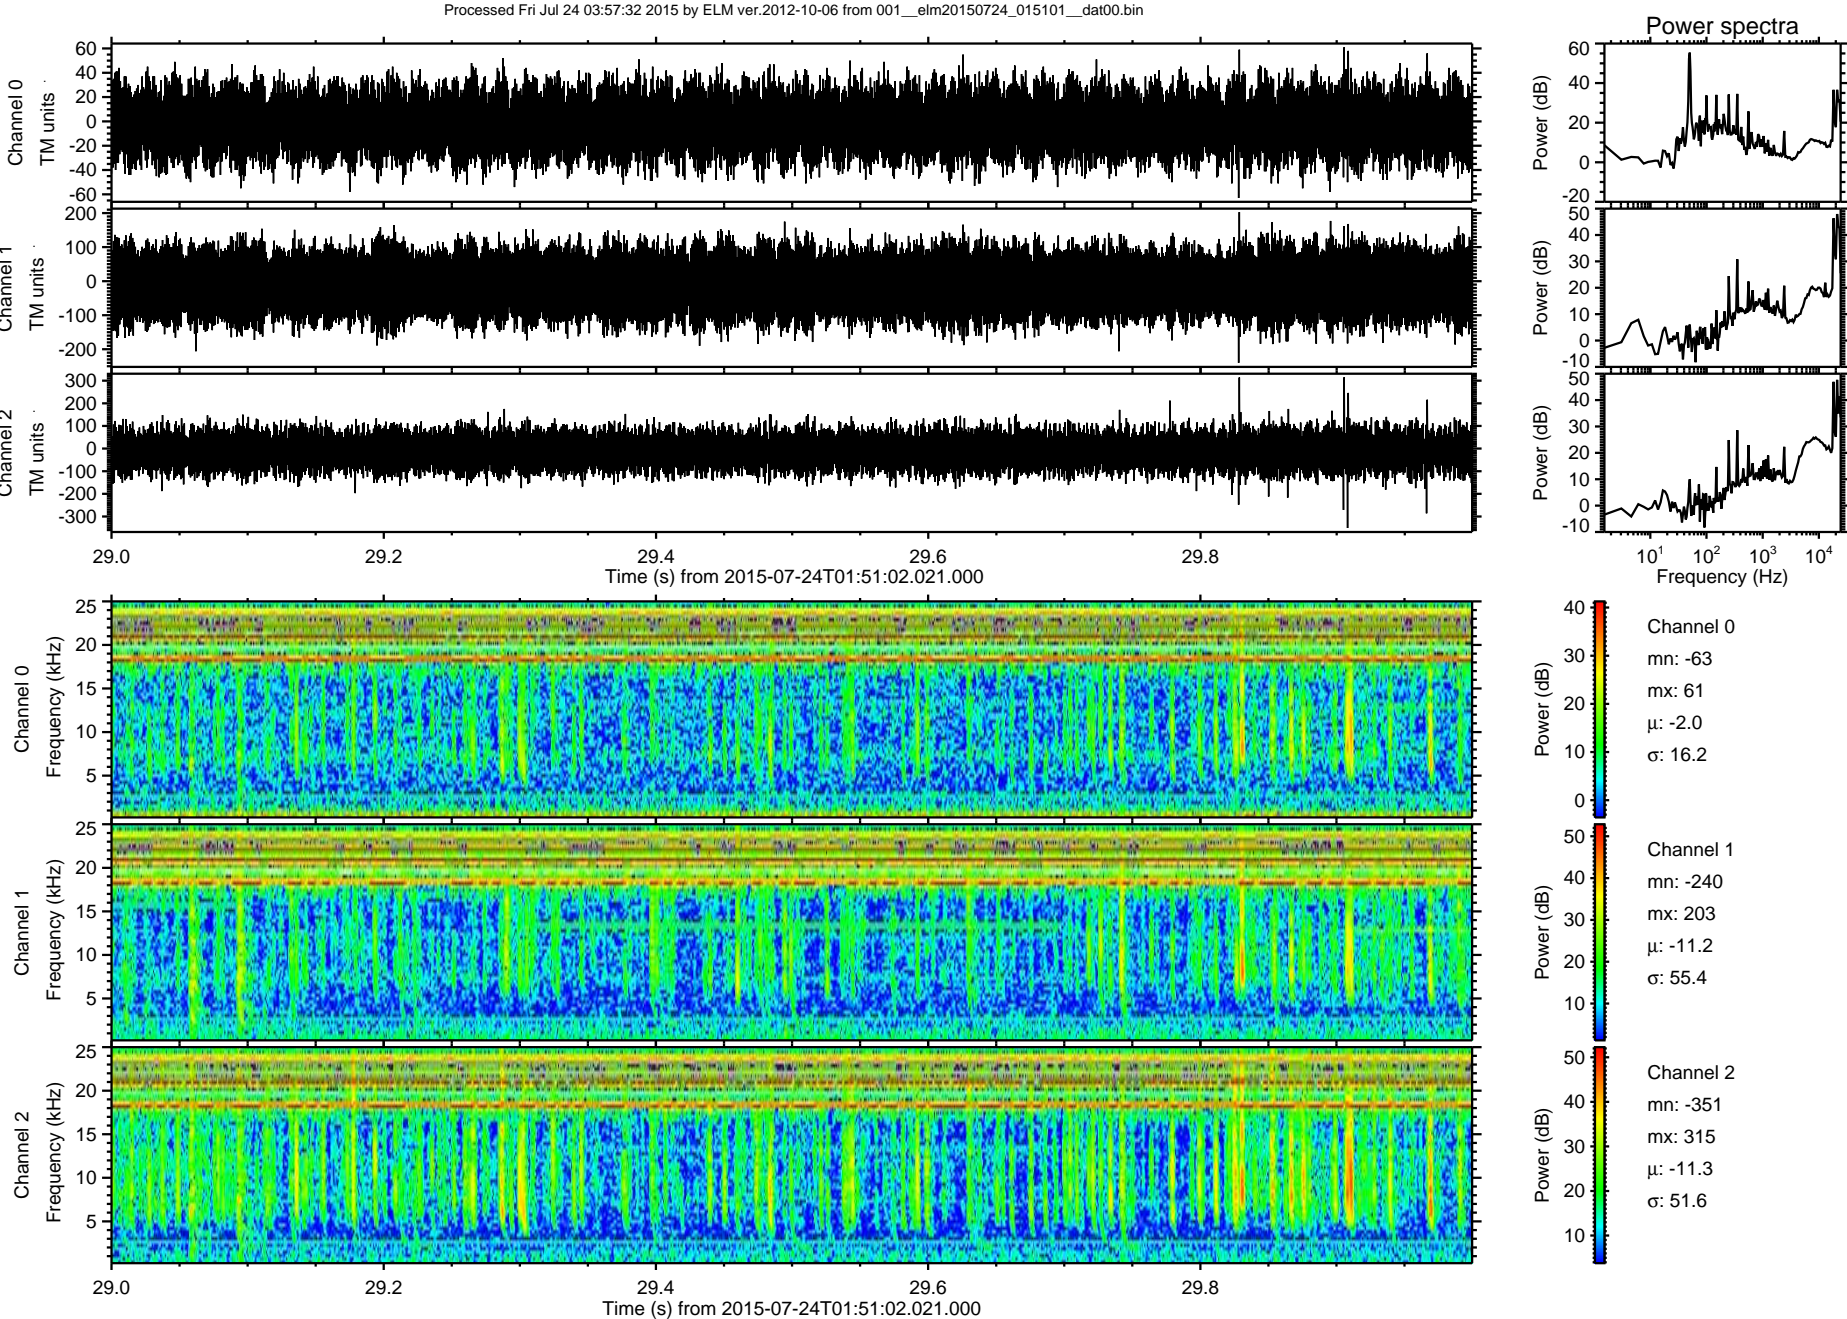 Processed Fri Jul 24 03:57:32 2015 by ELM ver.2012-10-06 from 001__elm20150724_015101__dat00.bin
Power spectra
Channel 0
TM units
60
40
20
0
-20
-40
-60
Power (dB)
60
40
20
0
-20
Channel 1
TM units
200
100
0
-100
-200
Power (dB)
50
40
30
20
10
0
-10
Channel 2
TM units
300
200
100
0
-100
-200
-300
Power (dB)
50
40
30
20
10
0
-10
29.0 29.2 29.4 29.6 29.8
Time (s) from 2015-07-24T01:51:02.021.000
10¹ 10² 10³ 10⁴
Frequency (Hz)
Channel 0
Frequency (kHz)
25
20
15
10
5
Power (dB)
40
30
20
10
0
Channel 0
mn: -63
mx: 61
μ: -2.0
σ: 16.2
Channel 1
Frequency (kHz)
25
20
15
10
5
Power (dB)
50
40
30
20
10
Channel 1
mn: -240
mx: 203
μ: -11.2
σ: 55.4
Channel 2
Frequency (kHz)
25
20
15
10
5
Power (dB)
50
40
30
20
10
Channel 2
mn: -351
mx: 315
μ: -11.3
σ: 51.6
29.0 29.2 29.4 29.6 29.8
Time (s) from 2015-07-24T01:51:02.021.000